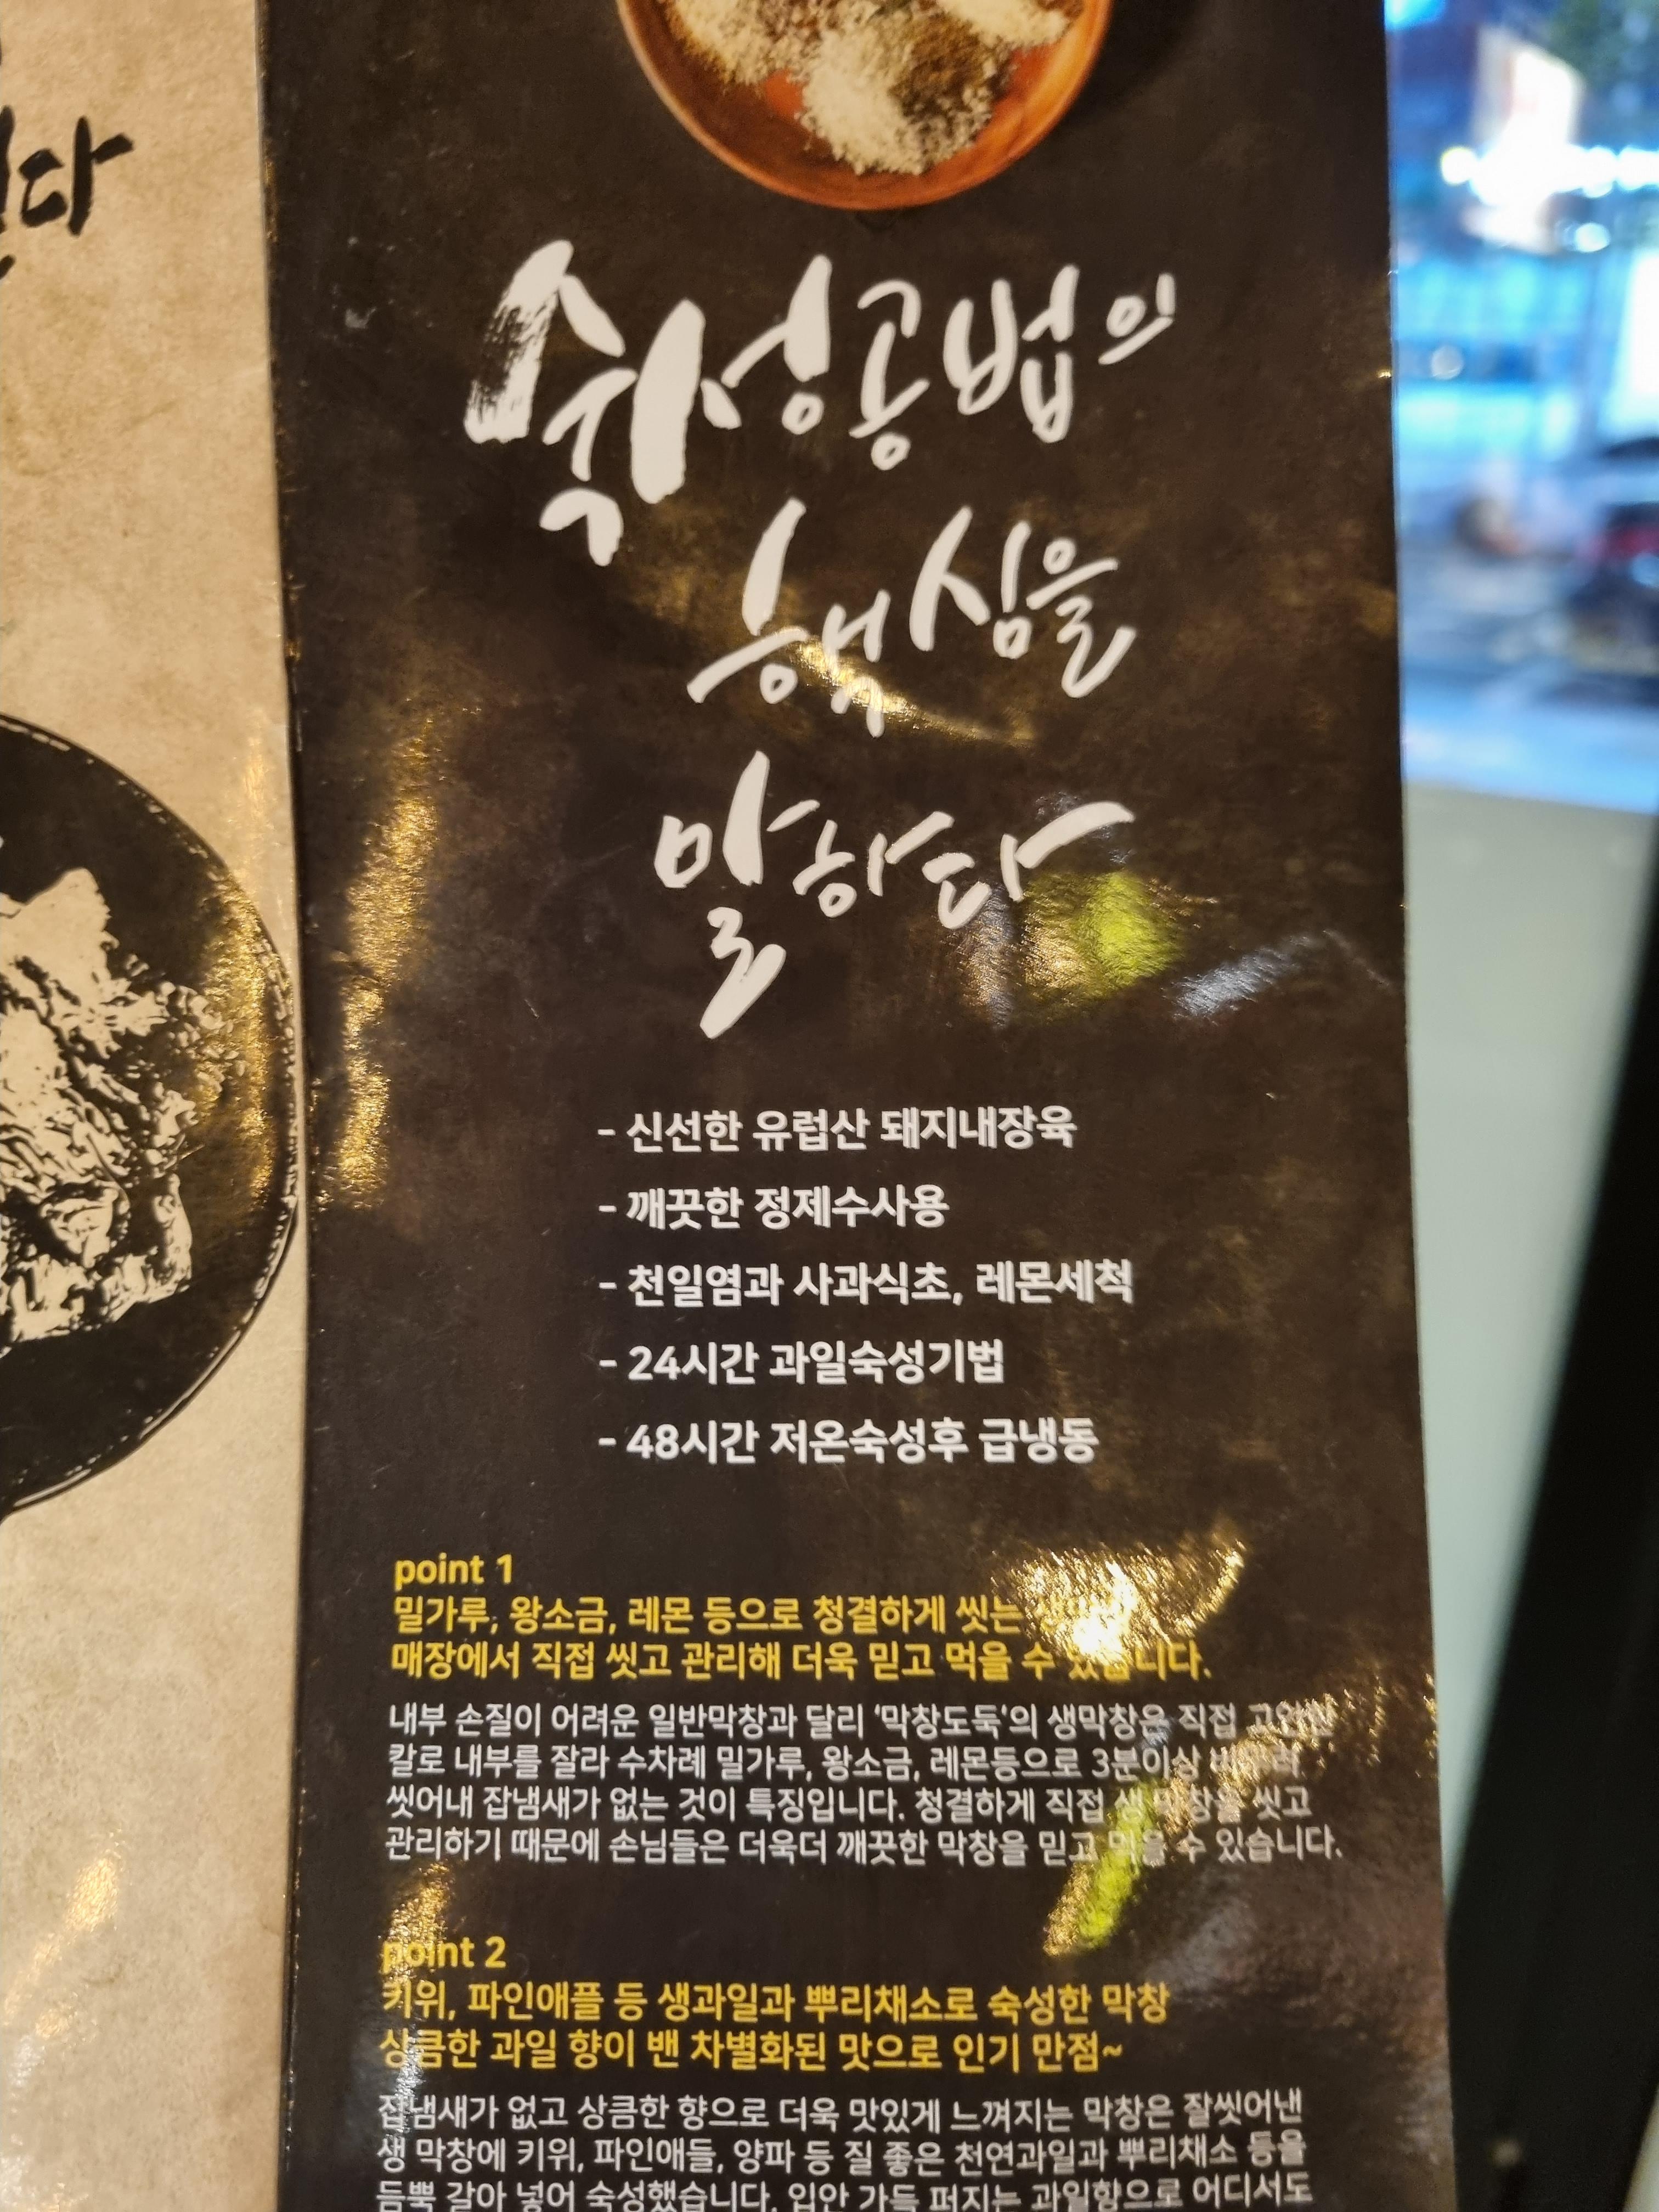 다
숙성공법의
핵심을
말하다
- 신선한 유럽산 돼지내장육
- 깨끗한 정제수사용
- 천일염과 사과식초, 레몬세척
- 24시간 과일숙성기법
- 48시간 저온숙성후 급냉동
point 1
밀가루, 왕소금, 레몬 등으로 청결하게 씻는
매장에서 직접 씻고 관리해 더욱 믿고 먹을 수 있습니다.
내부 손질이 어려운 일반막창과 달리 '막창도둑'의 생막창은 직접 고안한
칼로 내부를 잘라 수차례 밀가루, 왕소금, 레몬등으로 3분이상
씻어내 잡냄새가 없는 것이 특징입니다. 청결하게 직접 생막창을 씻고
관리하기 때문에 손님들은 더욱더 깨끗한 막창을 믿고 먹을 수 있습니다.
point 2
키위, 파인애플 등 생과일과 뿌리채소로 숙성한 막창
상큼한 과일 향이 밴 차별화된 맛으로 인기 만점~
잡냄새가 없고 상큼한 향으로 더욱 맛있게 느껴지는 막창은 잘씻어낸
생 막창에 키위, 파인애들, 양파 등 질 좋은 천연과일과 뿌리채소 등을
듬뿍 갈아 넣어 숙성했습니다. 입안 가득 퍼지는 과일향으로 어디서도